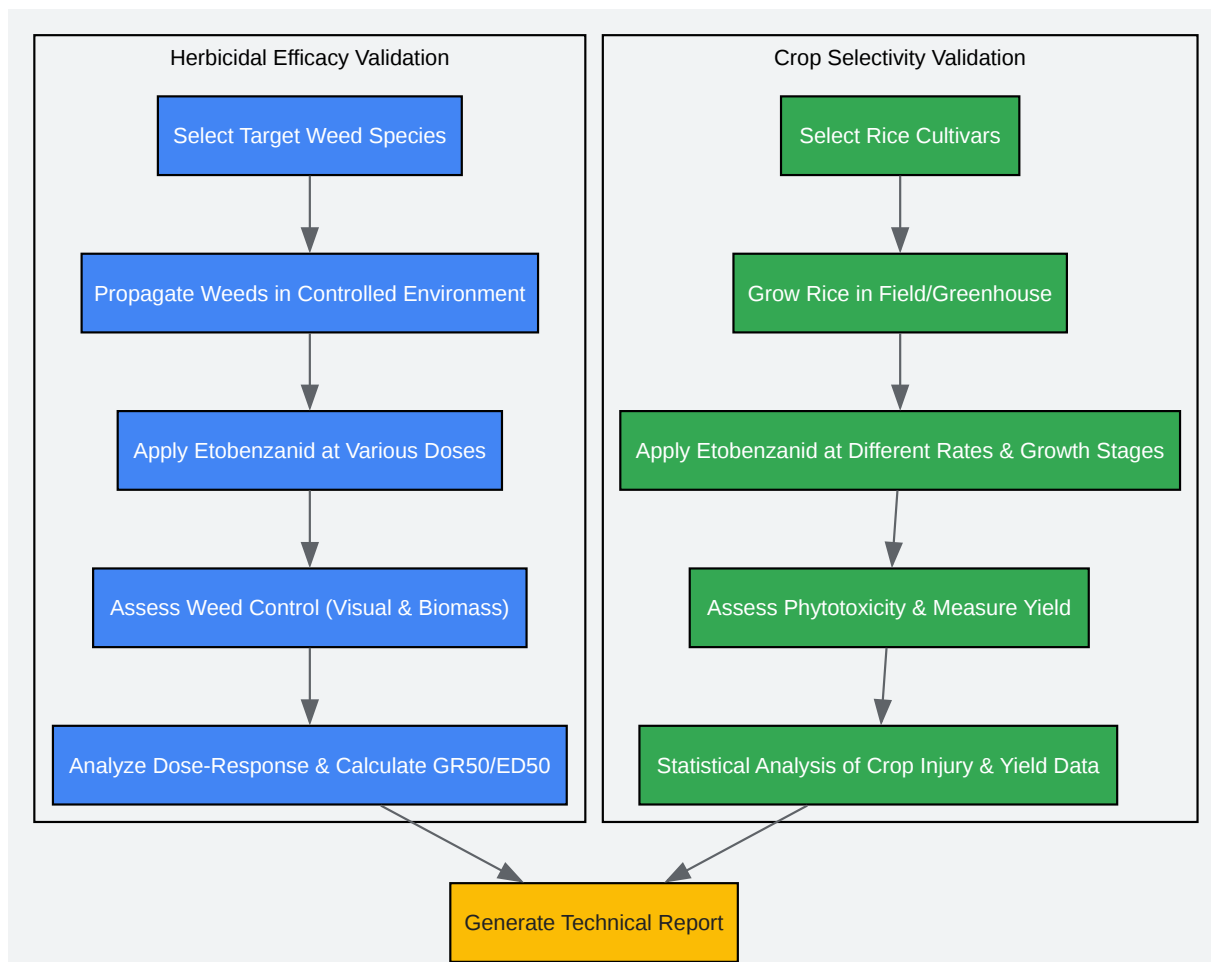 Herbicidal Efficacy Validation
Select Target Weed Species
Propagate Weeds in Controlled Environment
Apply Etobenzanid at Various Doses
Assess Weed Control (Visual & Biomass)
Analyze Dose-Response & Calculate GR50/ED50
Crop Selectivity Validation
Select Rice Cultivars
Grow Rice in Field/Greenhouse
Apply Etobenzanid at Different Rates & Growth Stages
Assess Phytotoxicity & Measure Yield
Statistical Analysis of Crop Injury & Yield Data
Generate Technical Report